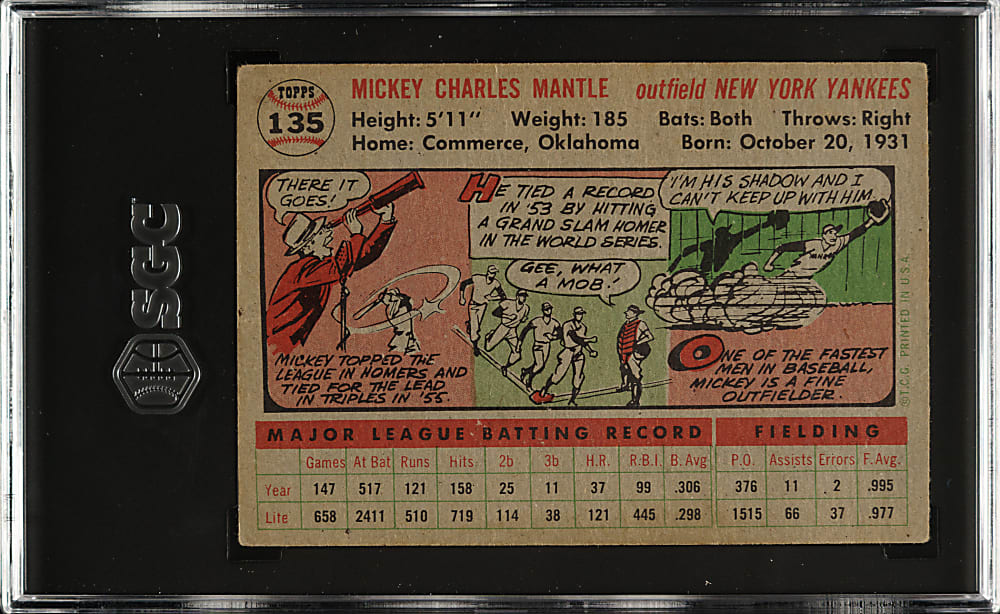 SGC
TOPPS
135
MICKEY CHARLES MANTLE outfield NEW YORK YANKEES
Height: 5'11" Weight: 185 Bats: Both Throws: Right
Home: Commerce, Oklahoma Born: October 20, 1931
THERE IT
GOES!
MICKEY TOPPED THE
LEAGUE IN HOMERS AND
TIED FOR THE LEAD
IN TRIPLES IN '55.
HE TIED A RECORD
IN '53 BY HITTING
A GRAND SLAM HOMER
IN THE WORLD SERIES.
GEE, WHAT
A MOB!
I'M HIS SHADOW AND I
CAN'T KEEP UP WITH HIM.
ONE OF THE FASTEST
MEN IN BASEBALL,
MICKEY IS A FINE
OUTFIELDER.
©T.C.G. PRINTED IN U.S.A.
MAJOR LEAGUE BATTING RECORD FIELDING
Games At Bat Runs Hits 2b 3b H.R. R.B.I. B. Avg P.O. Assists Errors F. Avg.
Year 147 517 121 158 25 11 37 99 .306 376 11 2 .995
Life 658 2411 510 719 114 38 121 445 .298 1515 66 37 .977